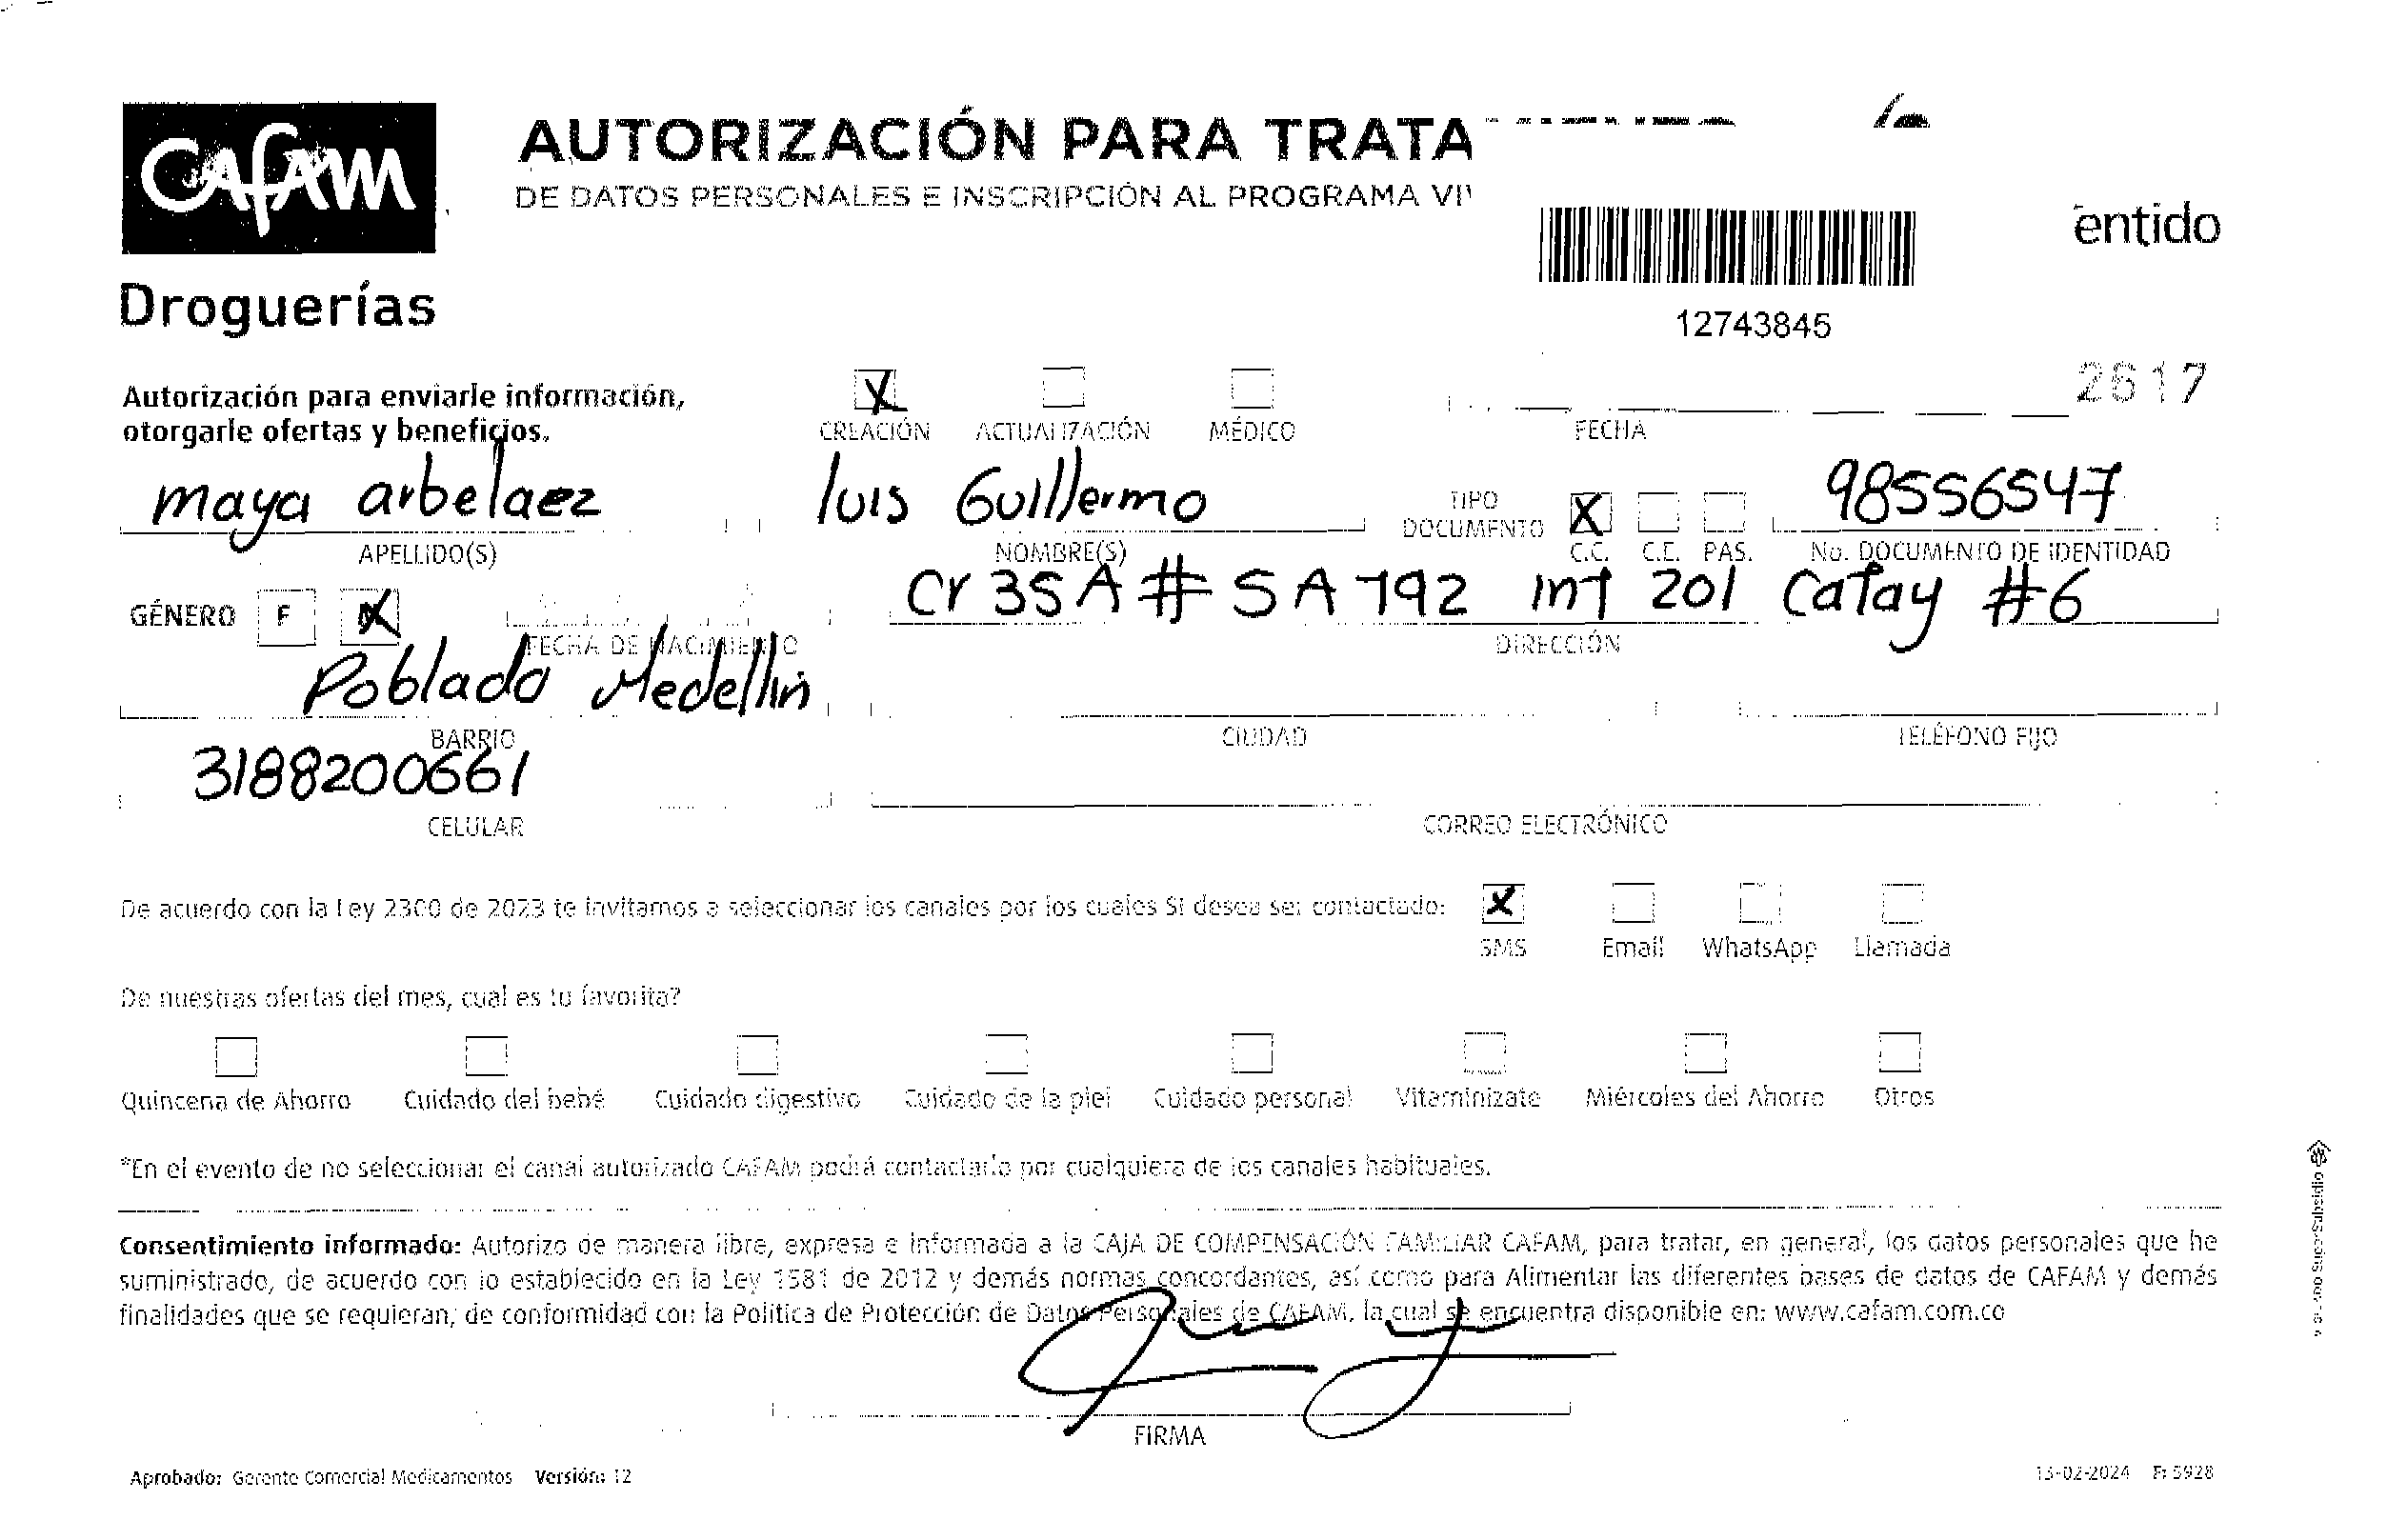 CAfAM
AUTORIZACIÓN PARA TRATA
DE DATOS PERSONALES E INSCRIPCIÓN AL PROGRAMA
entido
Droguerías
12743845
2617
Autorización para enviarle información,
otorgarle ofertas y beneficios.
X
CREACIÓN ACTUALIZACIÓN MÉDICO FECHA
maya arbelaez luis Guillermo TIPO DOCUMENTO X 98556547
APELLIDO(S) NOMBRE(S) C.C. C.E. PAS. No. DOCUMENTO DE IDENTIDAD
GÉNERO F X Cr 35A # 5A 192 int 201 Catay #6
FECHA DE NACIMIENTO DIRECCIÓN
Poblado Medellin
BARRIO CIUDAD TELÉFONO FIJO
3188200661
CELULAR CORREO ELECTRÓNICO
De acuerdo con la Ley 2300 de 2023 te invitamos a seleccionar los canales por los cuales SI desea ser contactado: X
SMS Email WhatsApp Llamada
De nuestras ofertas del mes, cual es tu favorita?
Quincena de Ahorro Cuidado del bebé Cuidado digestivo Cuidado de la piel Cuidado personal Vitaminizate Miércoles del Ahorro Otros
*En el evento de no seleccionar el canal autorizado CAFAM podrá contactarlo por cualquiera de los canales habituales.
Consentimiento informado: Autorizo de manera libre, expresa e informada a la CAJA DE COMPENSACIÓN FAMILIAR CAFAM, para tratar, en general, los datos personales que he
suministrado, de acuerdo con lo establecido en la Ley 1581 de 2012 y demás normas concordantes, así como para Alimentar las diferentes bases de datos de CAFAM y demás
finalidades que se requieran, de conformidad con la Política de Protección de Datos Personales de CAFAM, la cual se encuentra disponible en: www.cafam.com.co
FIRMA
Aprobado: Gerente Comercial Medicamentos Versión: 12
13-02-2024 F: 5928